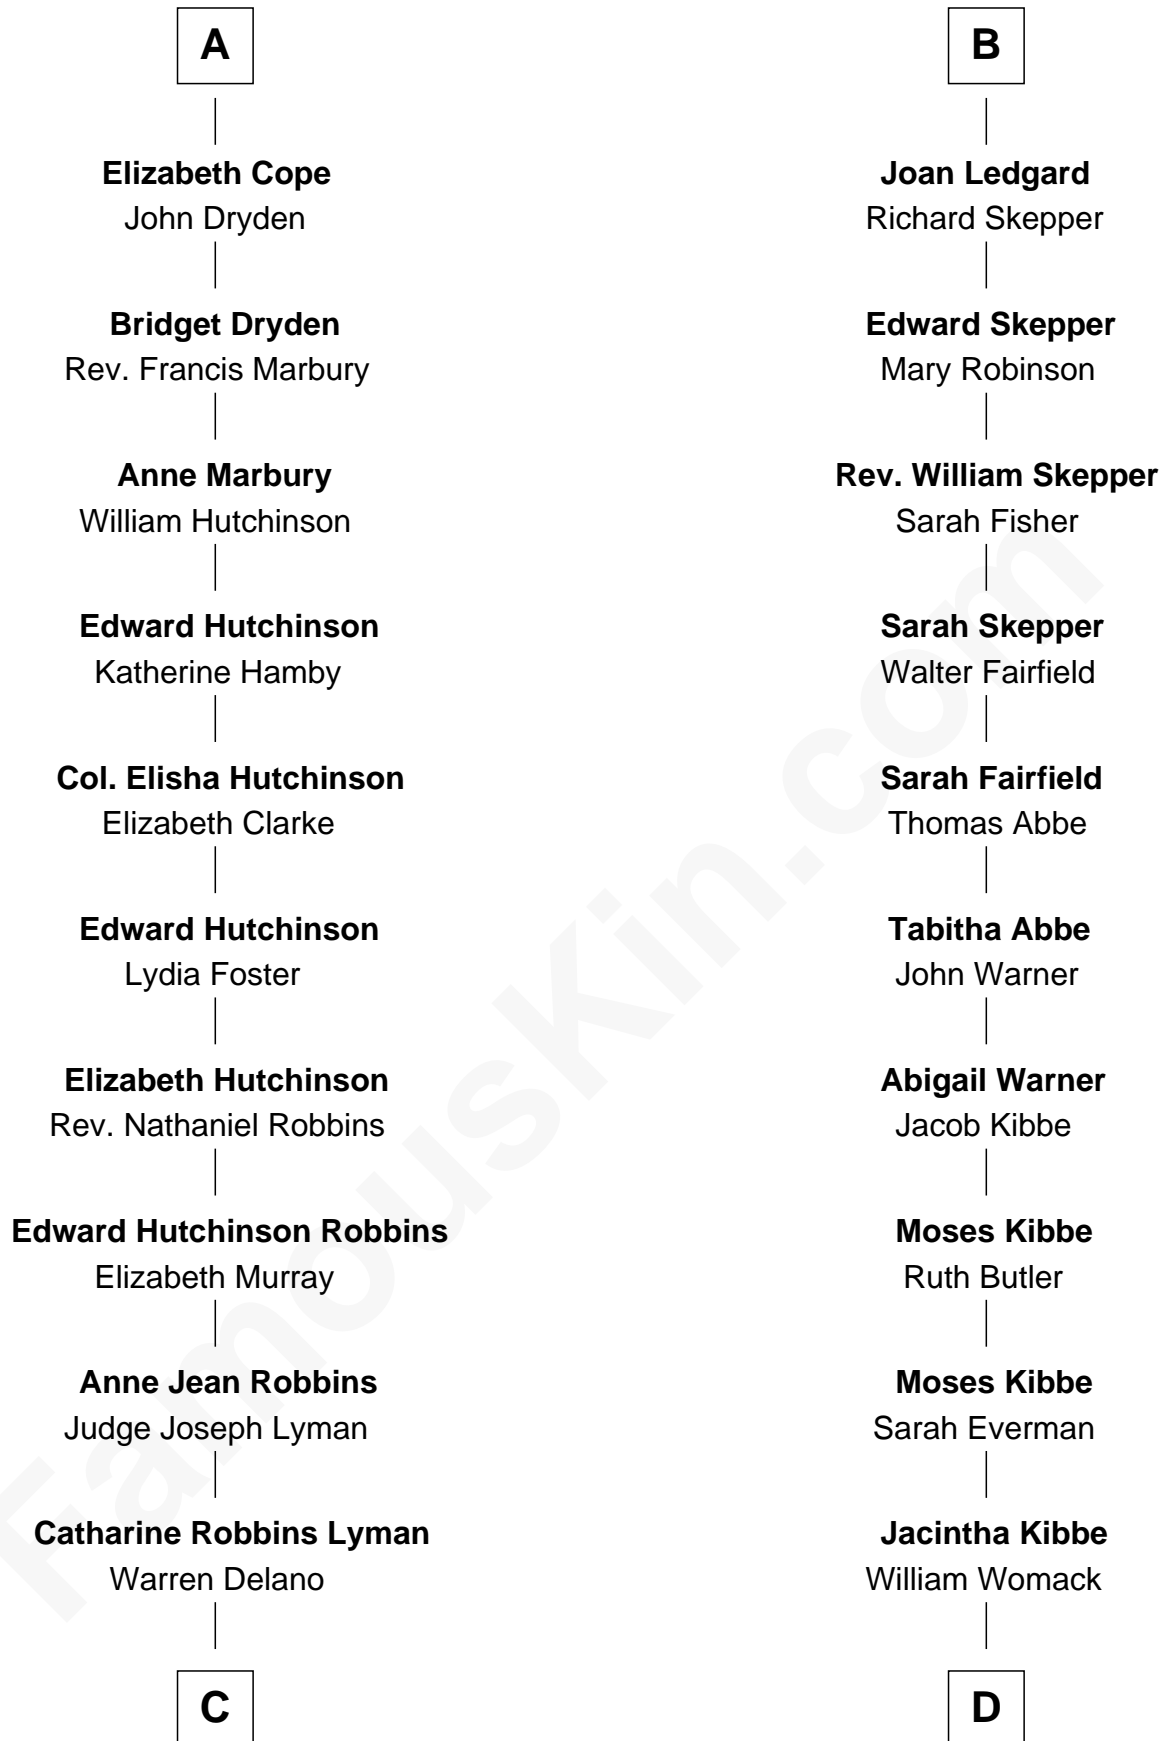 A
Elizabeth Cope
John Dryden
Bridget Dryden
Rev. Francis Marbury
Anne Marbury
William Hutchinson
Edward Hutchinson
Katherine Hamby
Col. Elisha Hutchinson
Elizabeth Clarke
Edward Hutchinson
Lydia Foster
Elizabeth Hutchinson
Rev. Nathaniel Robbins
Edward Hutchinson Robbins
Elizabeth Murray
Anne Jean Robbins
Judge Joseph Lyman
Catharine Robbins Lyman
Warren Delano
C
B
Joan Ledgard
Richard Skepper
Edward Skepper
Mary Robinson
Rev. William Skepper
Sarah Fisher
Sarah Skepper
Walter Fairfield
Sarah Fairfield
Thomas Abbe
Tabitha Abbe
John Warner
Abigail Warner
Jacob Kibbe
Moses Kibbe
Ruth Butler
Moses Kibbe
Sarah Everman
Jacintha Kibbe
William Womack
D
FamousKin.com